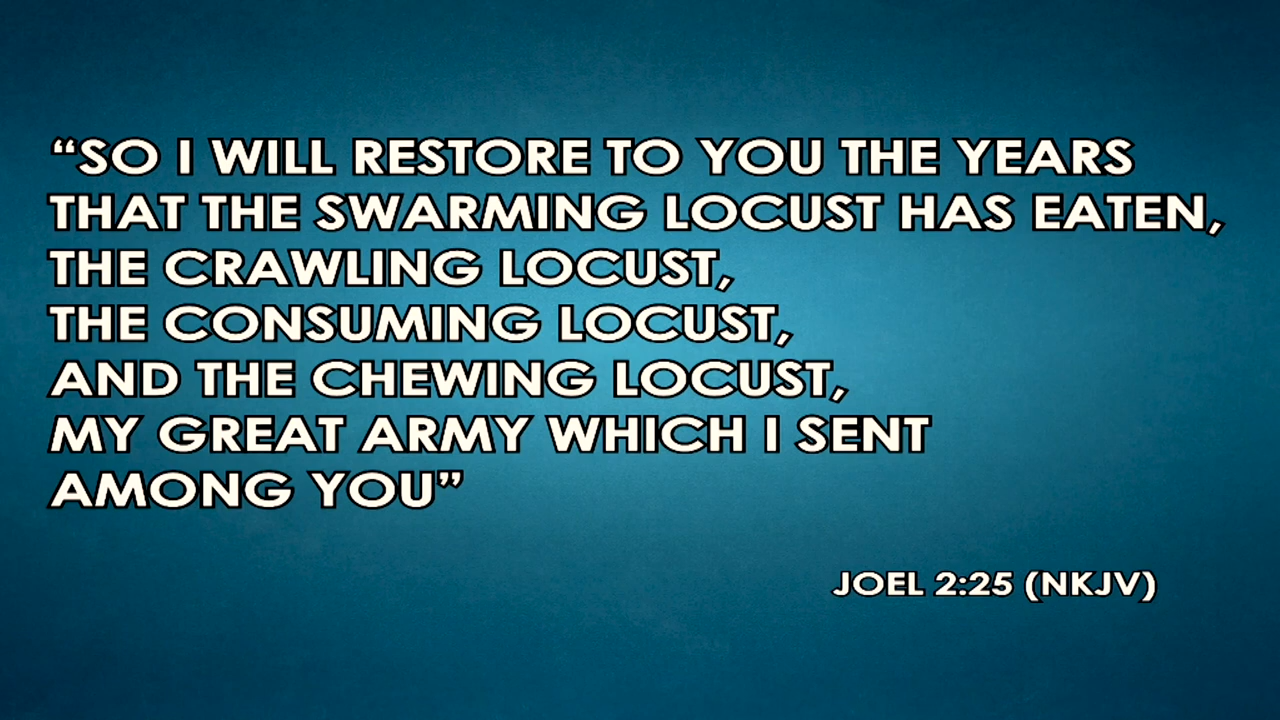 “SO I WILL RESTORE TO YOU THE YEARS
THAT THE SWARMING LOCUST HAS EATEN,
THE CRAWLING LOCUST,
THE CONSUMING LOCUST,
AND THE CHEWING LOCUST,
MY GREAT ARMY WHICH I SENT
AMONG YOU”
JOEL 2:25 (NKJV)